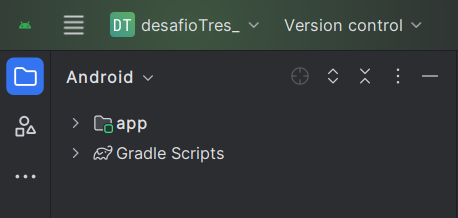 DT desafioTres_ Version control
Android
app
Gradle Scripts